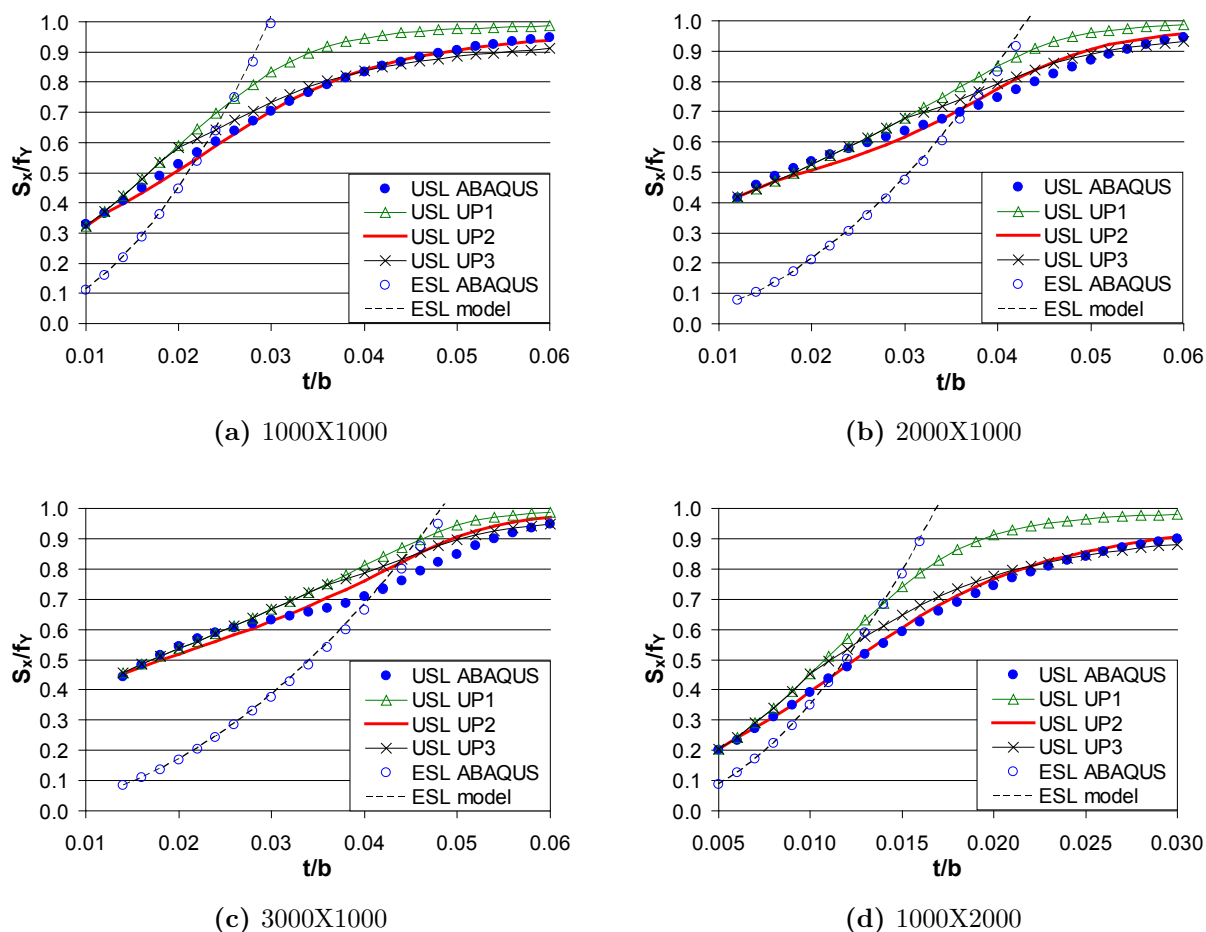 1.0
0.9
0.8
0.7
0.6
0.5
0.4
0.3
0.2
0.1
0.0
Sx/fY
USL ABAQUS
USL UP1
USL UP2
USL UP3
ESL ABAQUS
ESL model
0.01 0.02 0.03 0.04 0.05 0.06
t/b
(a) 1000X1000
1.0
0.9
0.8
0.7
0.6
0.5
0.4
0.3
0.2
0.1
0.0
Sx/fY
USL ABAQUS
USL UP1
USL UP2
USL UP3
ESL ABAQUS
ESL model
0.01 0.02 0.03 0.04 0.05 0.06
t/b
(b) 2000X1000
1.0
0.9
0.8
0.7
0.6
0.5
0.4
0.3
0.2
0.1
0.0
Sx/fY
USL ABAQUS
USL UP1
USL UP2
USL UP3
ESL ABAQUS
ESL model
0.01 0.02 0.03 0.04 0.05 0.06
t/b
(c) 3000X1000
1.0
0.9
0.8
0.7
0.6
0.5
0.4
0.3
0.2
0.1
0.0
Sx/fY
USL ABAQUS
USL UP1
USL UP2
USL UP3
ESL ABAQUS
ESL model
0.005 0.010 0.015 0.020 0.025 0.030
t/b
(d) 1000X2000